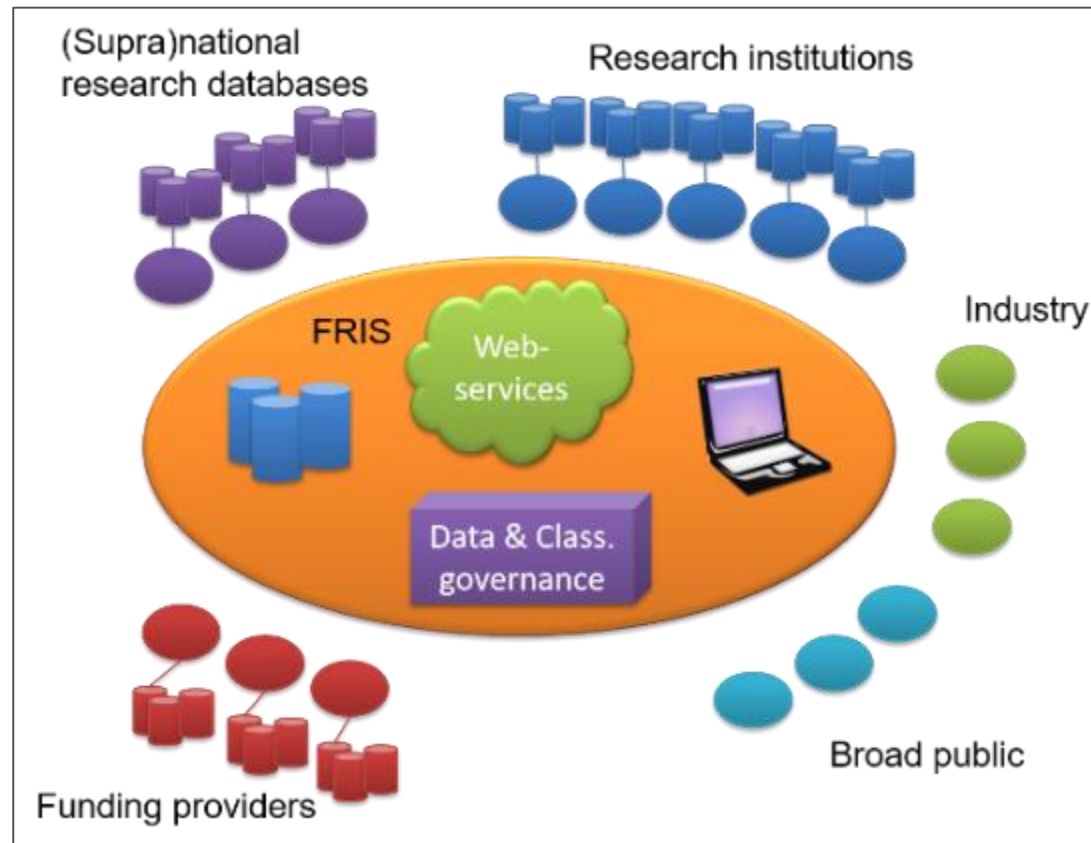 (Supra)national
research databases
Research institutions
FRIS
Web-
services
Industry
Data & Class.
governance
Broad public
Funding providers